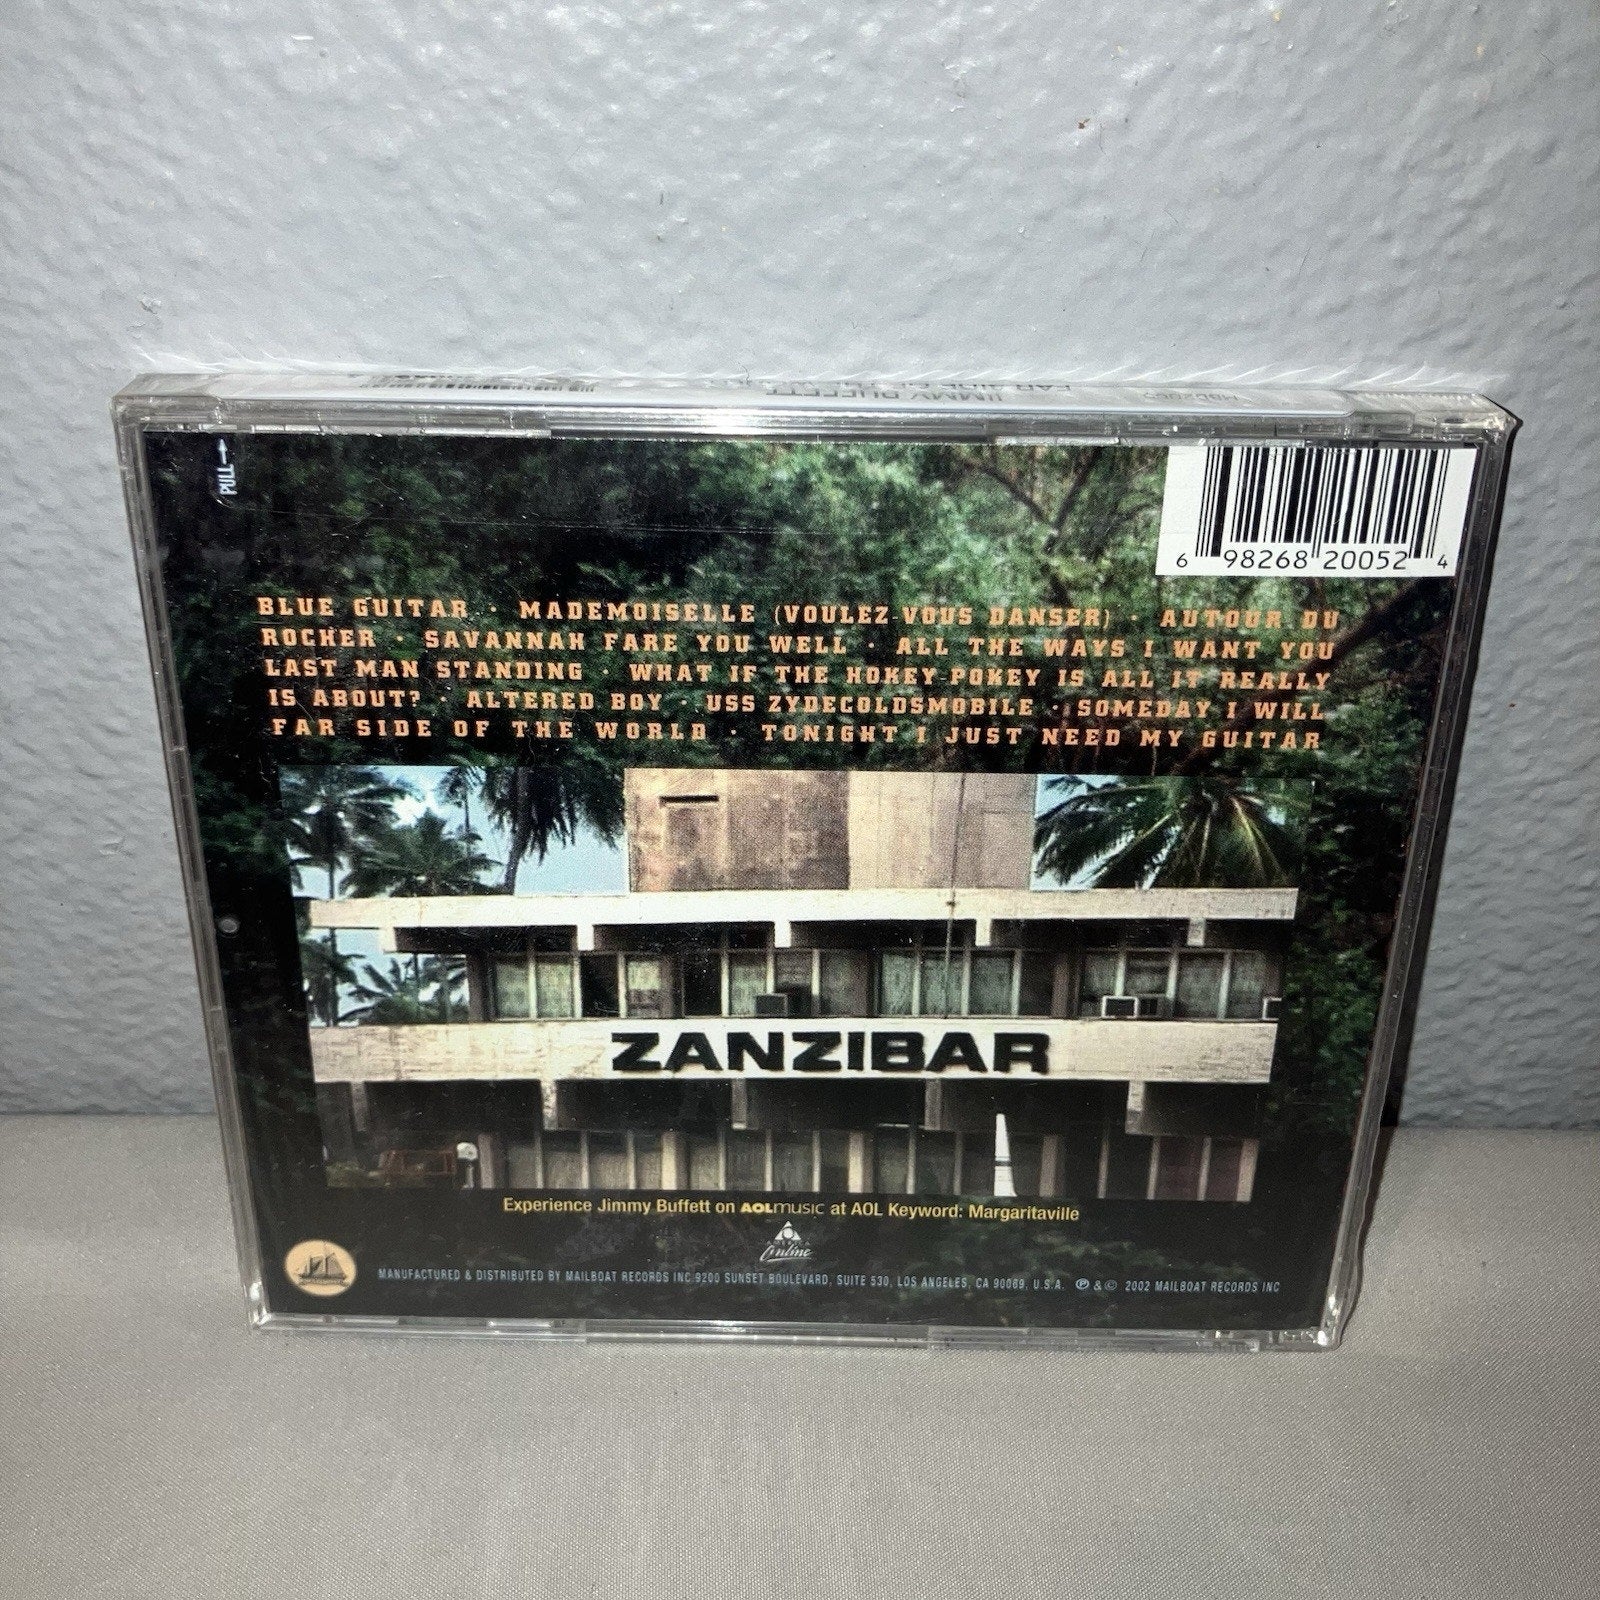 JIMMY BUFFETT
PULL
6 98268 20052 4
BLUE GUITAR · MADEMOISELLE (VOULEZ-VOUS DANSER) · AUTOUR DU
ROCHER · SAVANNAH FARE YOU WELL · ALL THE WAYS I WANT YOU
LAST MAN STANDING · WHAT IF THE HOKEY-POKEY IS ALL IT REALLY
IS ABOUT? · ALTERED BOY · USS ZYDECOLDSMOBILE · SOMEDAY I WILL
FAR SIDE OF THE WORLD · TONIGHT I JUST NEED MY GUITAR
ZANZIBAR
Experience Jimmy Buffett on AOLmusic at AOL Keyword: Margaritaville
AMERICA
Online
MANUFACTURED & DISTRIBUTED BY MAILBOAT RECORDS INC 9200 SUNSET BOULEVARD, SUITE 530, LOS ANGELES, CA 90069, U.S.A. ℗ & © 2002 MAILBOAT RECORDS INC